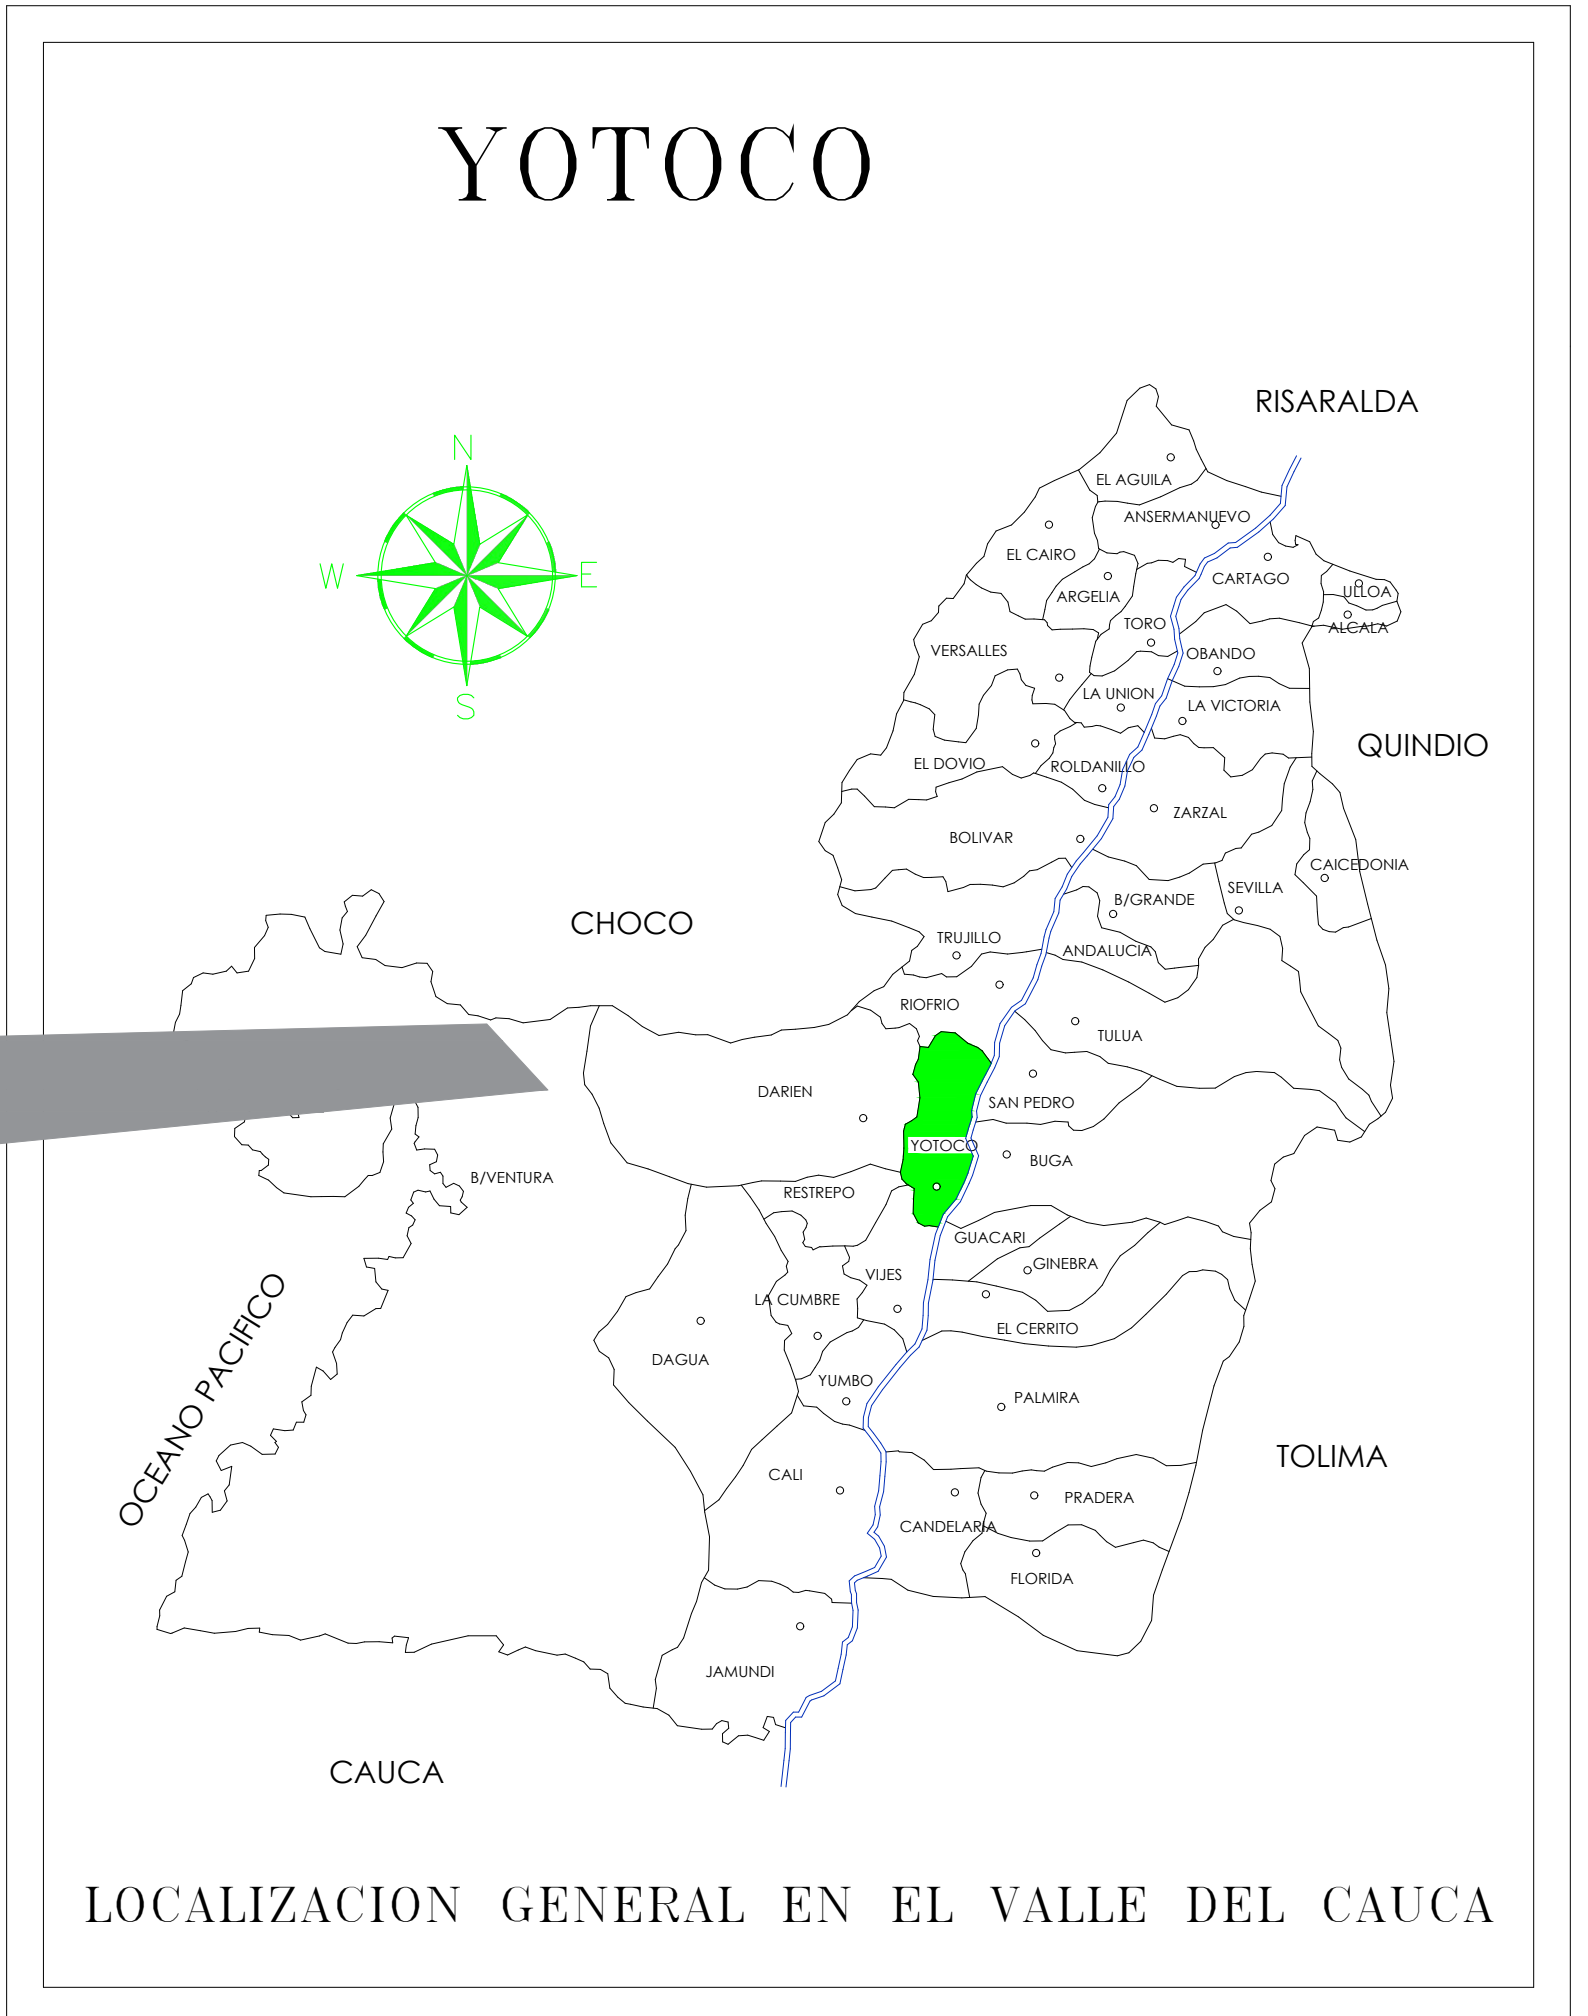 YOTOCO
RISARALDA
N
EL AGUILA
ANSERMANUEVO
EL CAIRO
W
E
CARTAGO
ULLOA
ARGELIA
TORO
ALCALA
VERSALLES
OBANDO
S
LA UNION
LA VICTORIA
QUINDIO
EL DOVIO
ROLDANILLO
ZARZAL
BOLIVAR
CAICEDONIA
SEVILLA
B/GRANDE
CHOCO
TRUJILLO
ANDALUCIA
RIOFRIO
TULUA
DARIEN
SAN PEDRO
YOTOCO
BUGA
B/VENTURA
RESTREPO
GUACARI
GINEBRA
VIJES
LA CUMBRE
EL CERRITO
OCEANO PACIFICO
DAGUA
YUMBO
PALMIRA
TOLIMA
CALI
PRADERA
CANDELARIA
FLORIDA
JAMUNDI
CAUCA
LOCALIZACION GENERAL EN EL VALLE DEL CAUCA